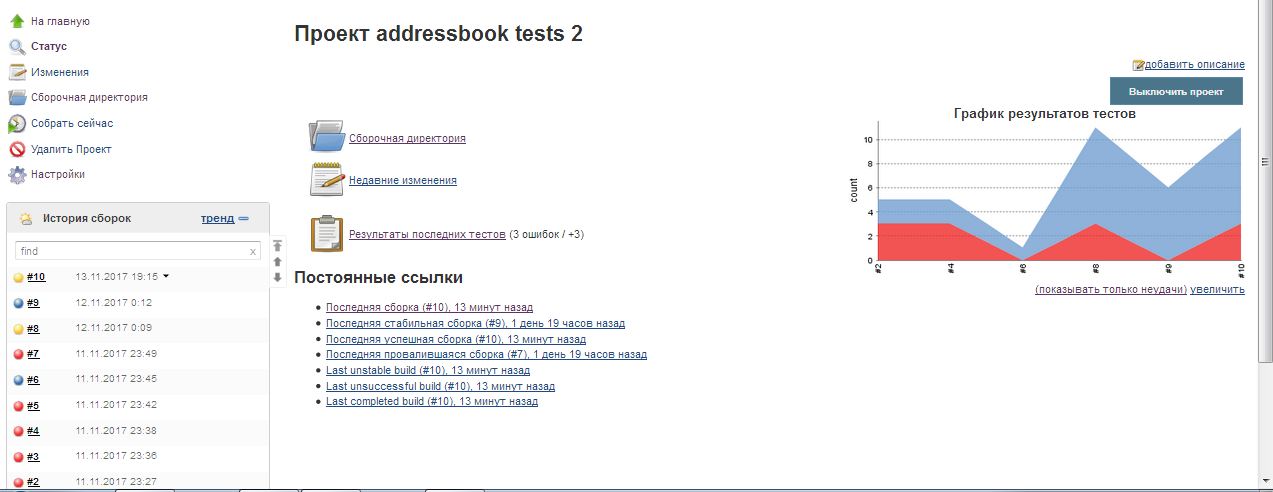 На главную
Статус
Изменения
Сборочная директория
Собрать сейчас
Удалить Проект
Настройки
История сборок тренд
find x
#10 13.11.2017 19:15
#9 12.11.2017 0:12
#8 12.11.2017 0:09
#7 11.11.2017 23:49
#6 11.11.2017 23:45
#5 11.11.2017 23:42
#4 11.11.2017 23:38
#3 11.11.2017 23:36
#2 11.11.2017 23:27
Проект addressbook tests 2
добавить описание
Выключить проект
Сборочная директория
Недавние изменения
Результаты последних тестов (3 ошибок / +3)
График результатов тестов
count
10
8
6
4
2
0
#2 #4 #6 #8 #9 #10
(показывать только неудачи) увеличить
Постоянные ссылки
Последняя сборка (#10), 13 минут назад
Последняя стабильная сборка (#9), 1 день 19 часов назад
Последняя успешная сборка (#10), 13 минут назад
Последняя провалившаяся сборка (#7), 1 день 19 часов назад
Last unstable build (#10), 13 минут назад
Last unsuccessful build (#10), 13 минут назад
Last completed build (#10), 13 минут назад